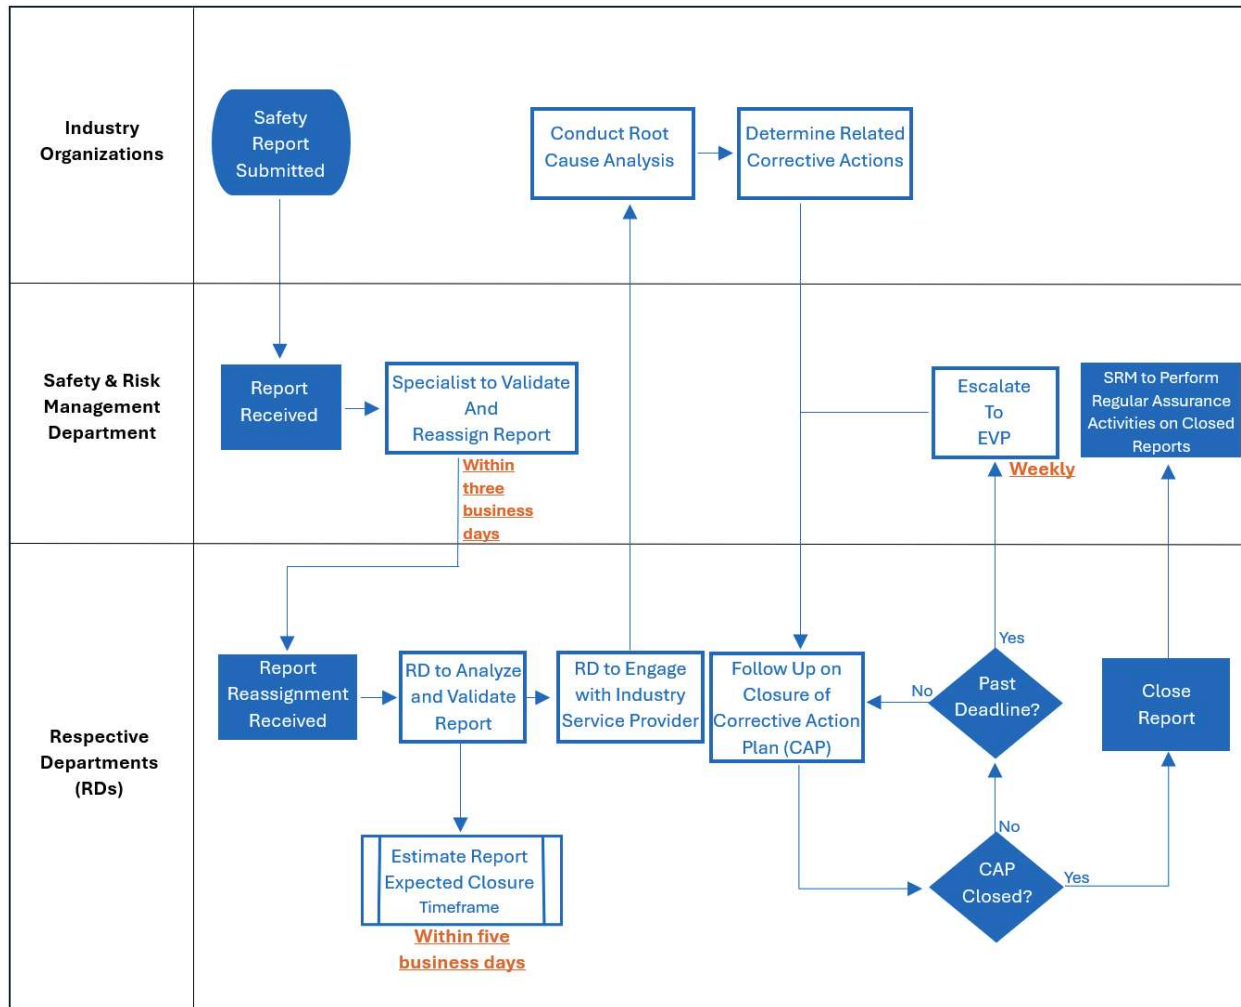 Industry
Organizations
Safety
Report
Submitted
Conduct Root
Cause Analysis
Determine Related
Corrective Actions
Safety & Risk
Management
Department
Report
Received
Specialist to Validate
And
Reassign Report
Within
three
business
days
Escalate
To
EVP
Weekly
SRM to Perform
Regular Assurance
Activities on Closed
Reports
Respective
Departments
(RDs)
Report
Reassignment
Received
RD to Analyze
and Validate
Report
RD to Engage
with Industry
Service Provider
Follow Up on
Closure of
Corrective Action
Plan (CAP)
No
Past
Deadline?
Yes
Close
Report
Estimate Report
Expected Closure
Timeframe
Within five
business days
No
CAP
Closed?
Yes